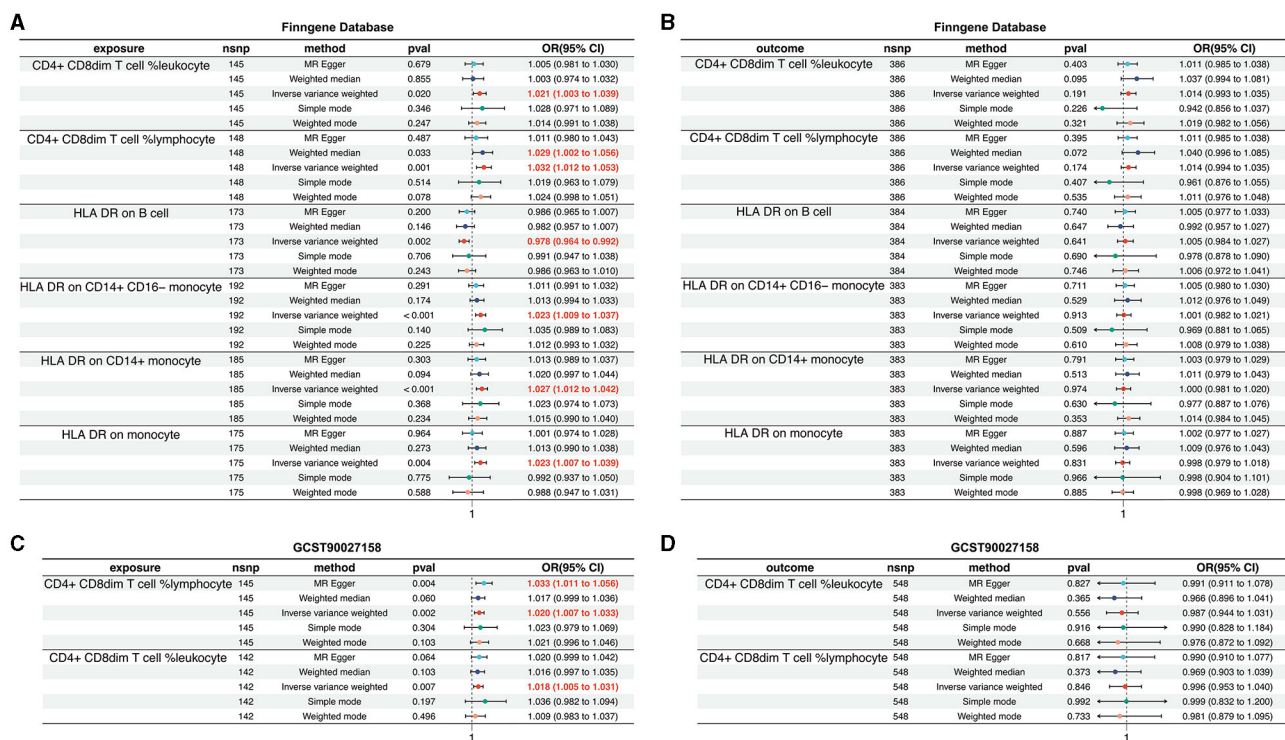 A
Finngene Database
exposure nsnp method pval OR(95% CI)
CD4+ CD8dim T cell %leukocyte 145 MR Egger 0.679 1.005 (0.981 to 1.030)
145 Weighted median 0.855 1.003 (0.974 to 1.032)
145 Inverse variance weighted 0.020 1.021 (1.003 to 1.039)
145 Simple mode 0.346 1.028 (0.971 to 1.089)
145 Weighted mode 0.247 1.014 (0.991 to 1.038)
CD4+ CD8dim T cell %lymphocyte 148 MR Egger 0.487 1.011 (0.980 to 1.043)
148 Weighted median 0.033 1.029 (1.002 to 1.056)
148 Inverse variance weighted 0.001 1.032 (1.012 to 1.053)
148 Simple mode 0.514 1.019 (0.963 to 1.079)
148 Weighted mode 0.078 1.024 (0.998 to 1.051)
HLA DR on B cell 173 MR Egger 0.200 0.986 (0.965 to 1.007)
173 Weighted median 0.146 0.982 (0.957 to 1.007)
173 Inverse variance weighted 0.002 0.978 (0.964 to 0.992)
173 Simple mode 0.706 0.991 (0.947 to 1.038)
173 Weighted mode 0.243 0.986 (0.963 to 1.010)
HLA DR on CD14+ CD16− monocyte 192 MR Egger 0.291 1.011 (0.991 to 1.032)
192 Weighted median 0.174 1.013 (0.994 to 1.033)
192 Inverse variance weighted < 0.001 1.023 (1.009 to 1.037)
192 Simple mode 0.140 1.035 (0.989 to 1.083)
192 Weighted mode 0.225 1.012 (0.993 to 1.032)
HLA DR on CD14+ monocyte 185 MR Egger 0.303 1.013 (0.989 to 1.037)
185 Weighted median 0.094 1.020 (0.997 to 1.044)
185 Inverse variance weighted < 0.001 1.027 (1.012 to 1.042)
185 Simple mode 0.368 1.023 (0.974 to 1.073)
185 Weighted mode 0.234 1.015 (0.990 to 1.040)
HLA DR on monocyte 175 MR Egger 0.964 1.001 (0.974 to 1.028)
175 Weighted median 0.273 1.013 (0.990 to 1.038)
175 Inverse variance weighted 0.004 1.023 (1.007 to 1.039)
175 Simple mode 0.775 0.992 (0.937 to 1.050)
175 Weighted mode 0.588 0.988 (0.947 to 1.031)
1
B
Finngene Database
outcome nsnp method pval OR(95% CI)
CD4+ CD8dim T cell %leukocyte 386 MR Egger 0.403 1.011 (0.985 to 1.038)
386 Weighted median 0.095 1.037 (0.994 to 1.081)
386 Inverse variance weighted 0.191 1.014 (0.993 to 1.035)
386 Simple mode 0.226 0.942 (0.856 to 1.037)
386 Weighted mode 0.321 1.019 (0.982 to 1.056)
CD4+ CD8dim T cell %lymphocyte 386 MR Egger 0.395 1.011 (0.985 to 1.038)
386 Weighted median 0.072 1.040 (0.996 to 1.085)
386 Inverse variance weighted 0.174 1.014 (0.994 to 1.035)
386 Simple mode 0.407 0.961 (0.876 to 1.055)
386 Weighted mode 0.535 1.011 (0.976 to 1.048)
HLA DR on B cell 384 MR Egger 0.740 1.005 (0.977 to 1.033)
384 Weighted median 0.647 0.992 (0.957 to 1.027)
384 Inverse variance weighted 0.641 1.005 (0.984 to 1.027)
384 Simple mode 0.690 0.978 (0.878 to 1.090)
384 Weighted mode 0.746 1.006 (0.972 to 1.041)
HLA DR on CD14+ CD16− monocyte 383 MR Egger 0.711 1.005 (0.980 to 1.030)
383 Weighted median 0.529 1.012 (0.976 to 1.049)
383 Inverse variance weighted 0.913 1.001 (0.982 to 1.021)
383 Simple mode 0.509 0.969 (0.881 to 1.065)
383 Weighted mode 0.610 1.008 (0.979 to 1.038)
HLA DR on CD14+ monocyte 383 MR Egger 0.791 1.003 (0.979 to 1.029)
383 Weighted median 0.513 1.011 (0.979 to 1.043)
383 Inverse variance weighted 0.974 1.000 (0.981 to 1.020)
383 Simple mode 0.630 0.977 (0.887 to 1.076)
383 Weighted mode 0.353 1.014 (0.984 to 1.045)
HLA DR on monocyte 383 MR Egger 0.887 1.002 (0.977 to 1.027)
383 Weighted median 0.596 1.009 (0.976 to 1.043)
383 Inverse variance weighted 0.831 0.998 (0.979 to 1.018)
383 Simple mode 0.966 0.998 (0.904 to 1.101)
383 Weighted mode 0.885 0.998 (0.969 to 1.028)
1
C
GCST90027158
exposure nsnp method pval OR(95% CI)
CD4+ CD8dim T cell %lymphocyte 145 MR Egger 0.004 1.033 (1.011 to 1.056)
145 Weighted median 0.060 1.017 (0.999 to 1.036)
145 Inverse variance weighted 0.002 1.020 (1.007 to 1.033)
145 Simple mode 0.304 1.023 (0.979 to 1.069)
145 Weighted mode 0.103 1.021 (0.996 to 1.046)
CD4+ CD8dim T cell %leukocyte 142 MR Egger 0.064 1.020 (0.999 to 1.042)
142 Weighted median 0.103 1.016 (0.997 to 1.035)
142 Inverse variance weighted 0.007 1.018 (1.005 to 1.031)
142 Simple mode 0.197 1.036 (0.982 to 1.094)
142 Weighted mode 0.496 1.009 (0.983 to 1.037)
1
D
GCST90027158
outcome nsnp method pval OR(95% CI)
CD4+ CD8dim T cell %leukocyte 548 MR Egger 0.827 0.991 (0.911 to 1.078)
548 Weighted median 0.365 0.966 (0.896 to 1.041)
548 Inverse variance weighted 0.556 0.987 (0.944 to 1.031)
548 Simple mode 0.916 0.990 (0.828 to 1.184)
548 Weighted mode 0.668 0.976 (0.872 to 1.092)
CD4+ CD8dim T cell %lymphocyte 548 MR Egger 0.817 0.990 (0.910 to 1.077)
548 Weighted median 0.373 0.969 (0.903 to 1.039)
548 Inverse variance weighted 0.846 0.996 (0.953 to 1.040)
548 Simple mode 0.992 0.999 (0.832 to 1.200)
548 Weighted mode 0.733 0.981 (0.879 to 1.095)
1